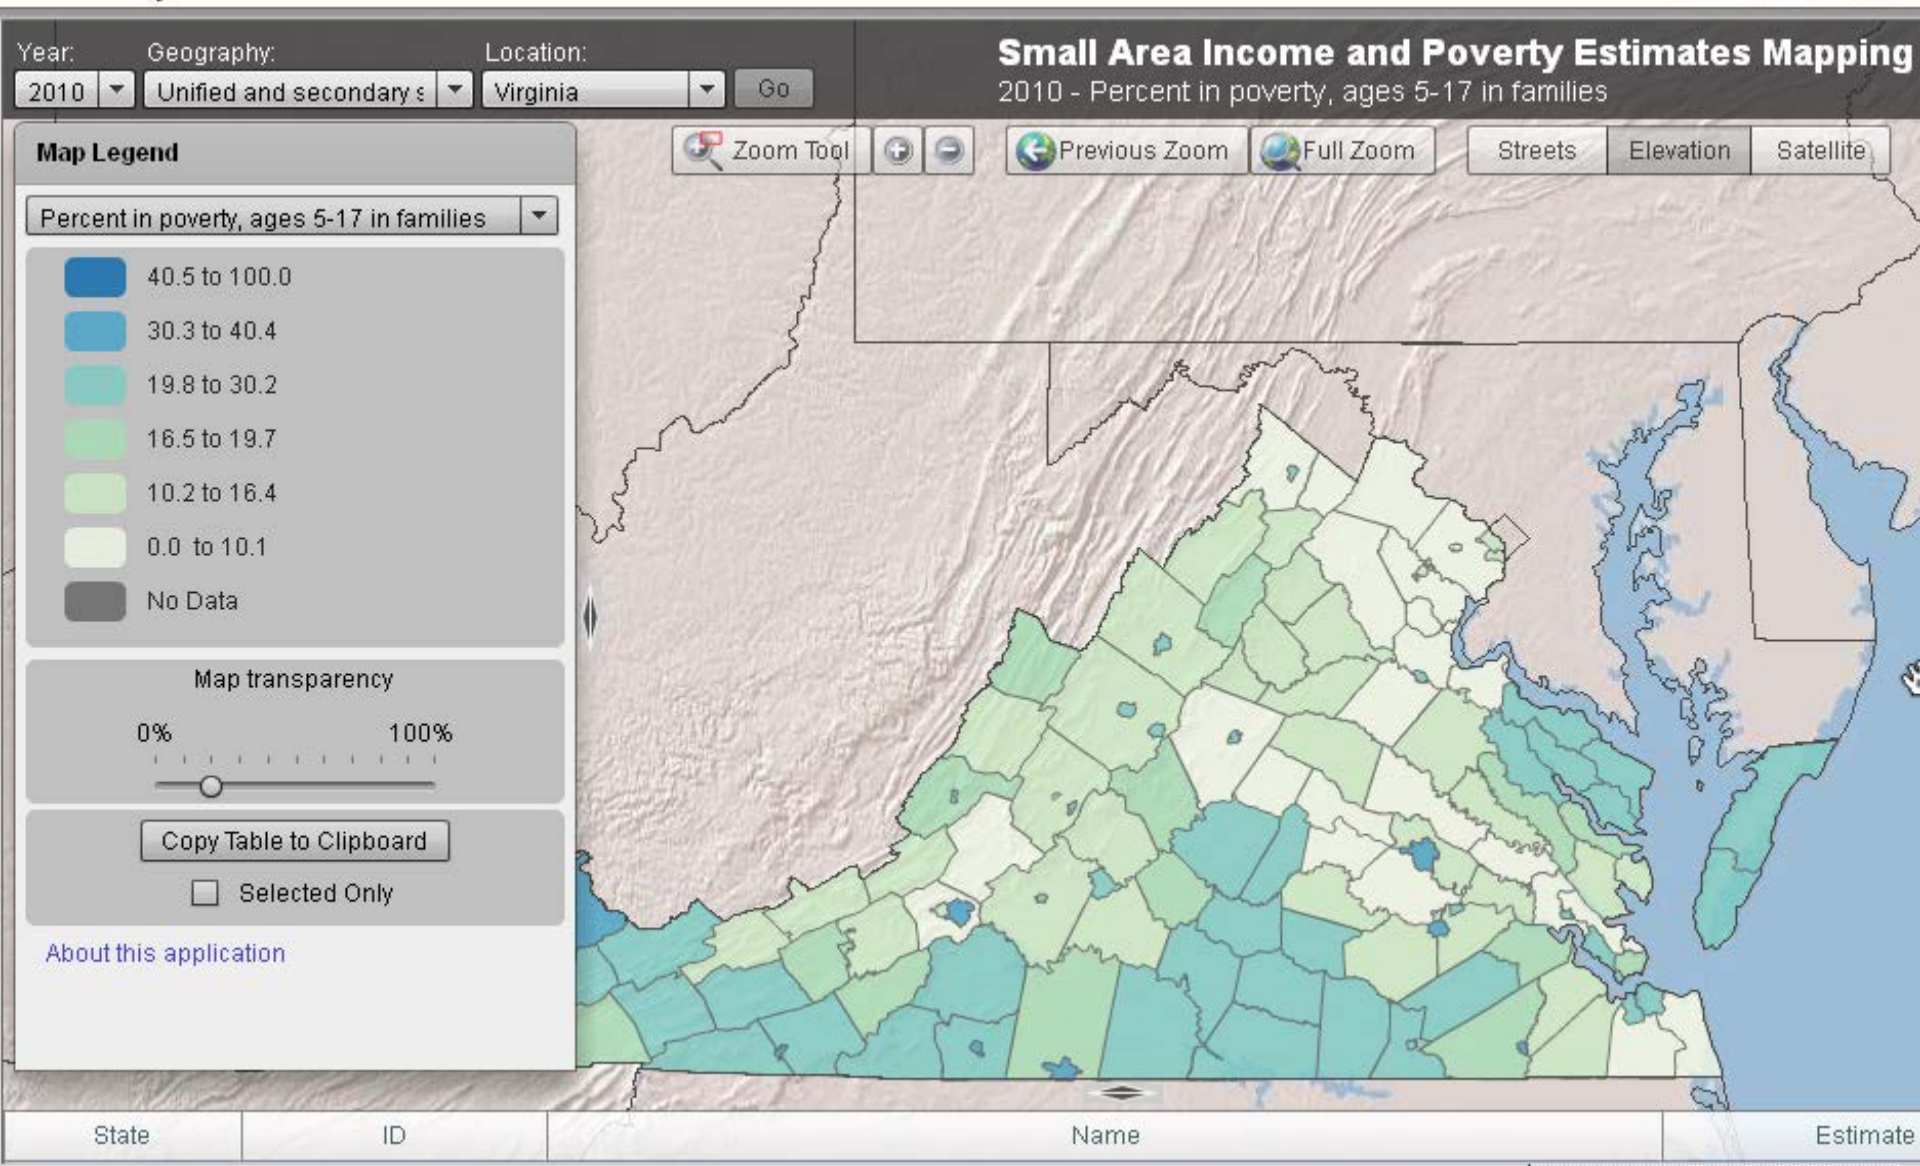 Year:
Geography:
Location:
2010
Unified and secondary s
Virginia
Go
Small Area Income and Poverty Estimates Mapping
2010 - Percent in poverty, ages 5-17 in families
Zoom Tool
Previous Zoom
Full Zoom
Streets
Elevation
Satellite
Map Legend
Percent in poverty, ages 5-17 in families
40.5 to 100.0
30.3 to 40.4
19.8 to 30.2
16.5 to 19.7
10.2 to 16.4
0.0 to 10.1
No Data
Map transparency
0% 100%
Copy Table to Clipboard
Selected Only
About this application
State ID Name Estimate